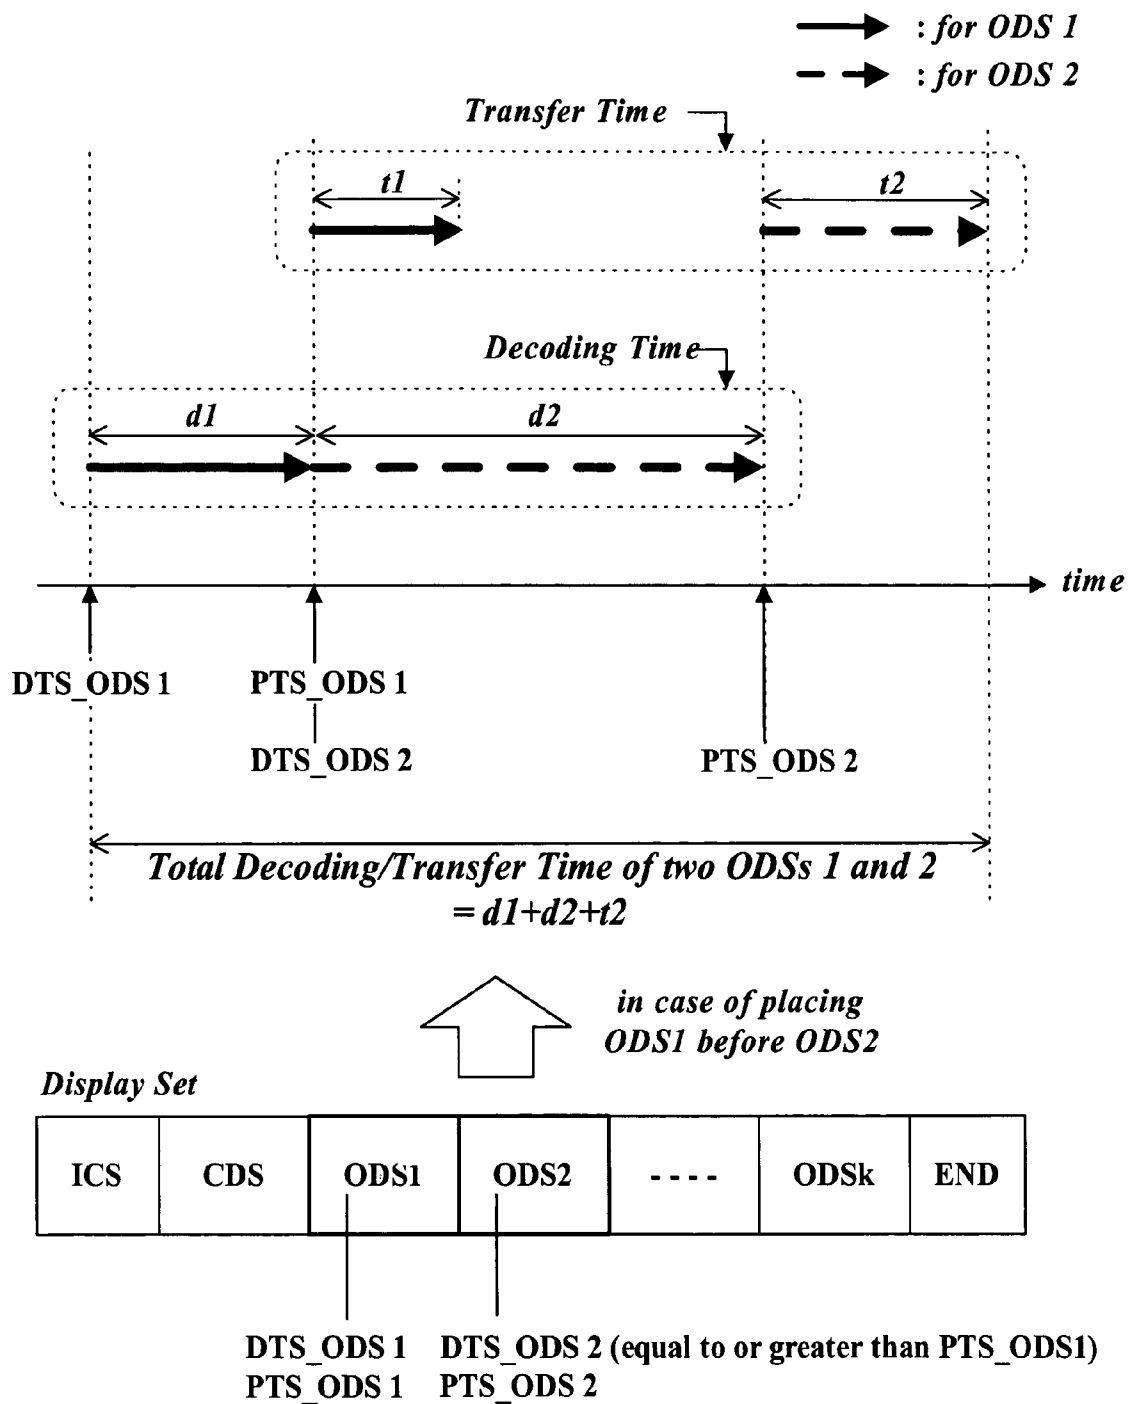 : for ODS 1
: for ODS 2
Transfer Time
t1
t2
Decoding Time
d1
d2
time
DTS_ODS 1
PTS_ODS 1
DTS_ODS 2
PTS_ODS 2
Total Decoding/Transfer Time of two ODSs 1 and 2
= d1+d2+t2
in case of placing
ODS1 before ODS2
Display Set
ICS CDS ODS1 ODS2 ---- ODSk END
DTS_ODS 1 DTS_ODS 2 (equal to or greater than PTS_ODS1)
PTS_ODS 1 PTS_ODS 2